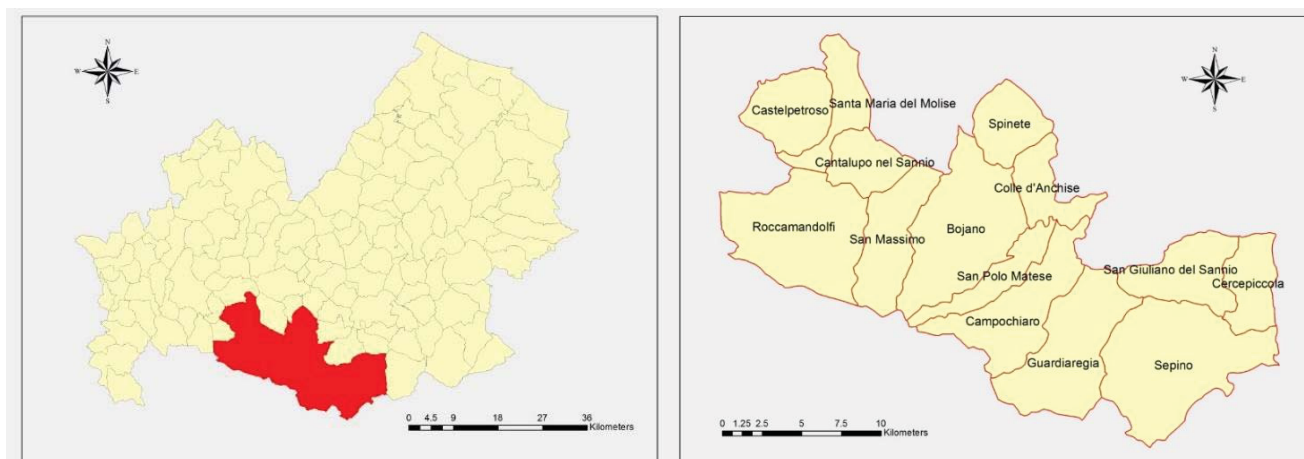 N
W E
S
0 4.5 9 18 27 36
Kilometers
N
W E
S
Castelpetroso
Santa Maria del Molise
Spinete
Cantalupo nel Sannio
Colle d'Anchise
Roccamandolfi
San Massimo
Bojano
San Polo Matese
San Giuliano del Sannio
Cercepiccola
Campochiaro
Guardiaregia
Sepino
0 1.25 2.5 5 7.5 10
Kilometers